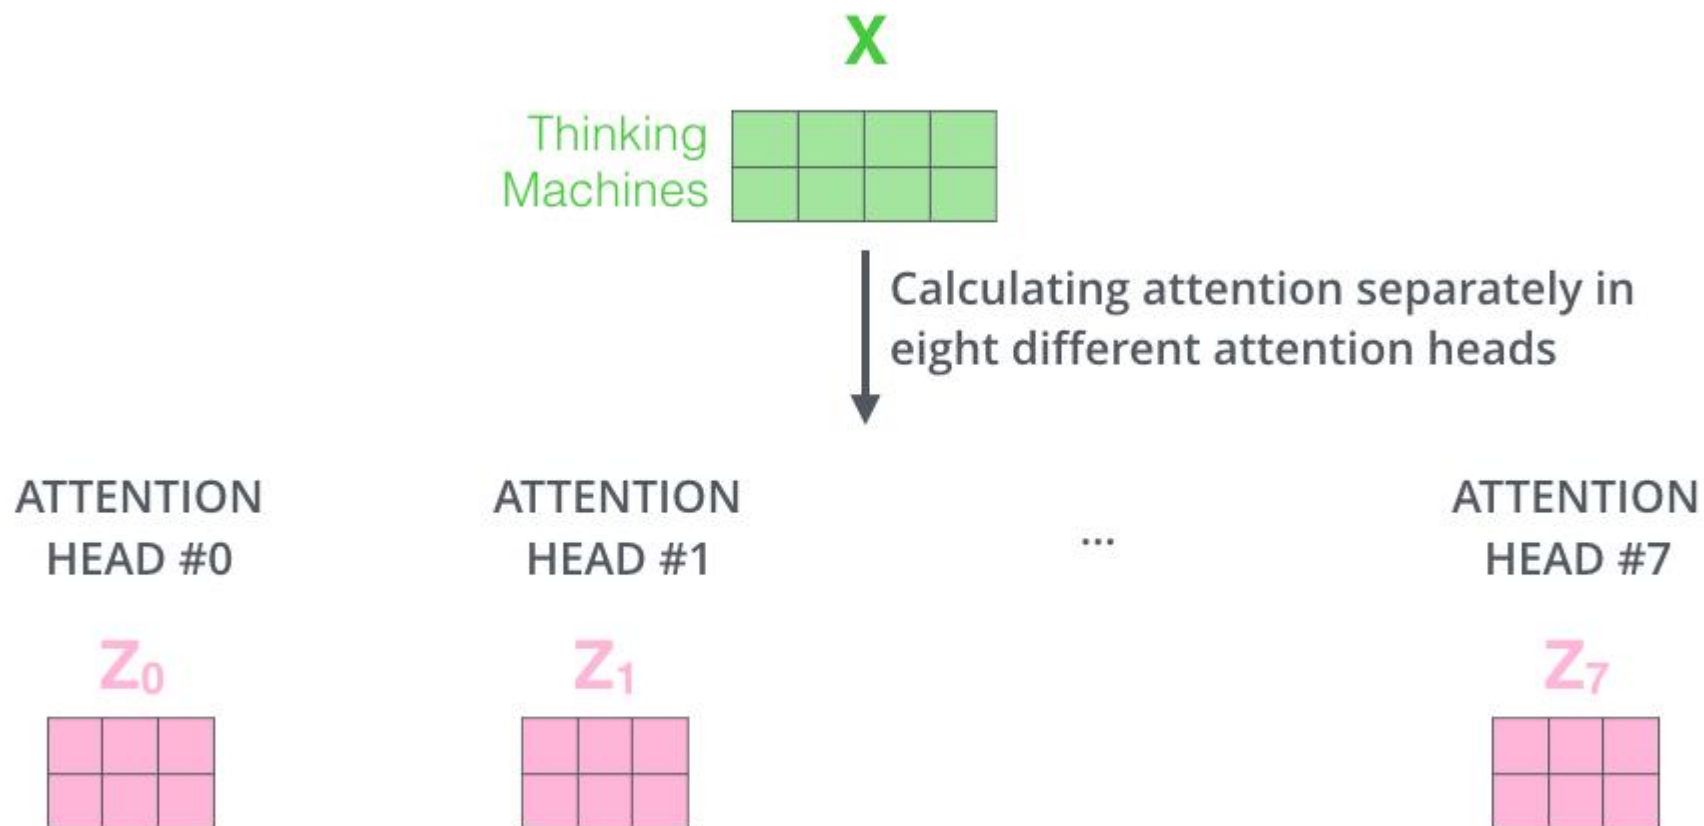 X
Thinking
Machines
Calculating attention separately in
eight different attention heads
ATTENTION
HEAD #0
ATTENTION
HEAD #1
...
ATTENTION
HEAD #7
Z0
Z1
Z7